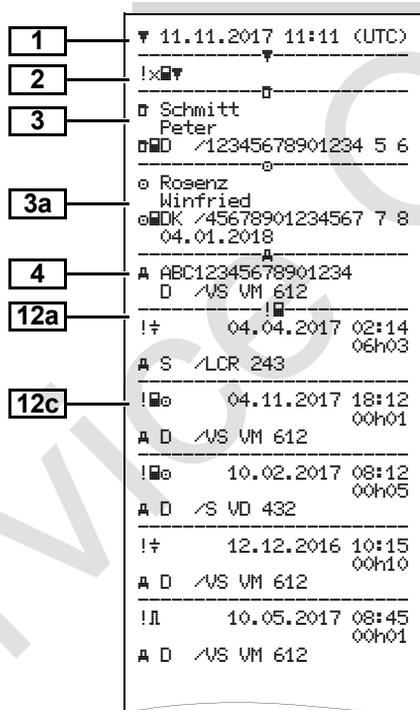 1
▼ 11.11.2017 11:11 (UTC)
2
!x▼
3
Schmitt
Peter
D /12345678901234 5 6
3a
Rogenz
Winfried
DK /45678901234567 7 8
04.01.2018
4
A ABC12345678901234
D /VS VM 612
12a
! 04.04.2017 02:14
06h03
A S /LCR 243
12c
! 04.11.2017 18:12
00h01
A D /VS VM 612
! 10.02.2017 08:12
00h05
A D /S VD 432
! 12.12.2016 10:15
00h10
A D /VS VM 612
! 10.05.2017 08:45
00h01
A D /VS VM 612